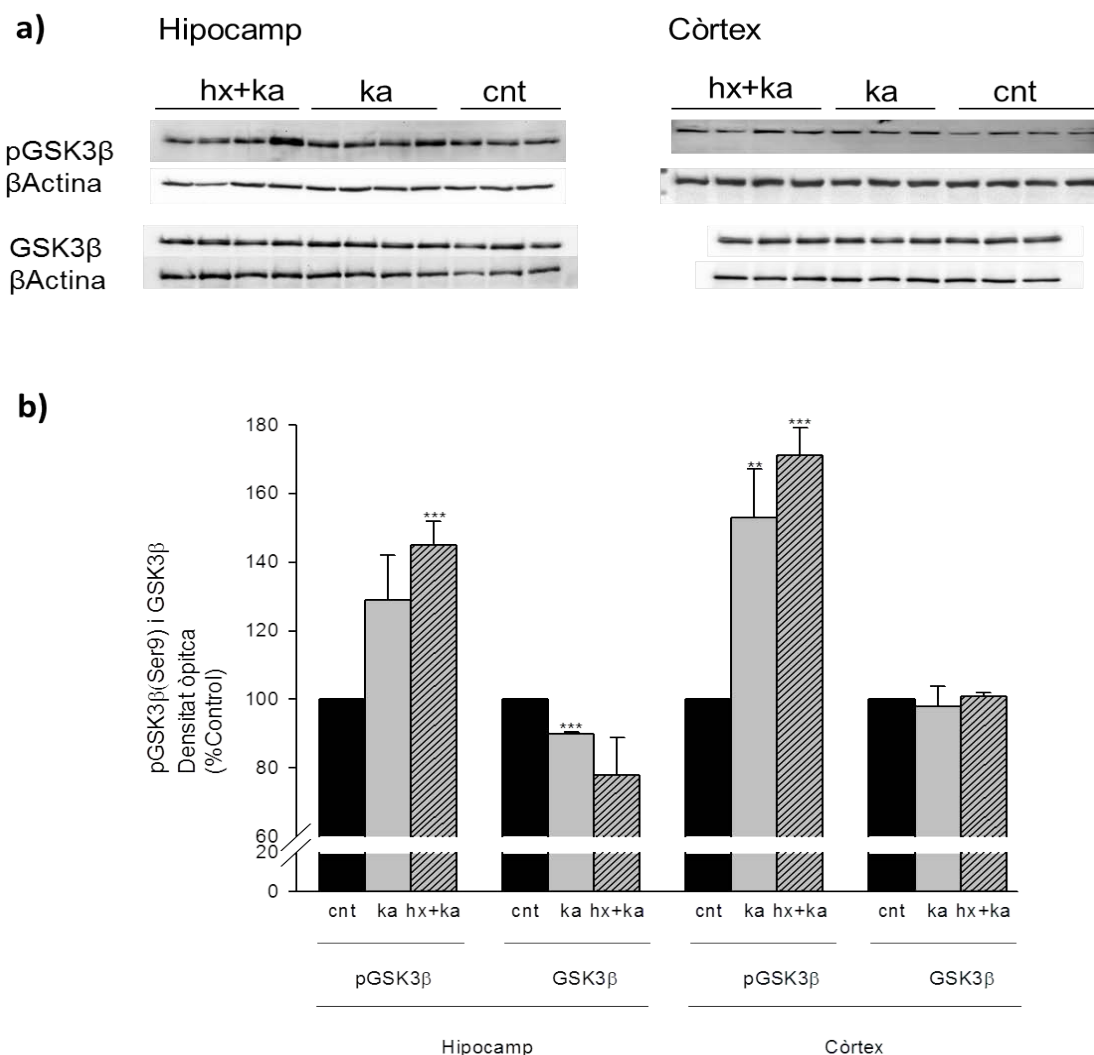 a)
Hipocamp
Còrtex
hx+ka ka cnt
hx+ka ka cnt
pGSK3β
βActina
GSK3β
βActina
b)
pGSK3β(Ser9) i GSK3β
Densitat òpitca
(%Control)
180
160
140
120
100
80
60
20
0
***
***
**
***
cnt ka hx+ka cnt ka hx+ka cnt ka hx+ka cnt ka hx+ka
pGSK3β GSK3β pGSK3β GSK3β
Hipocamp Còrtex